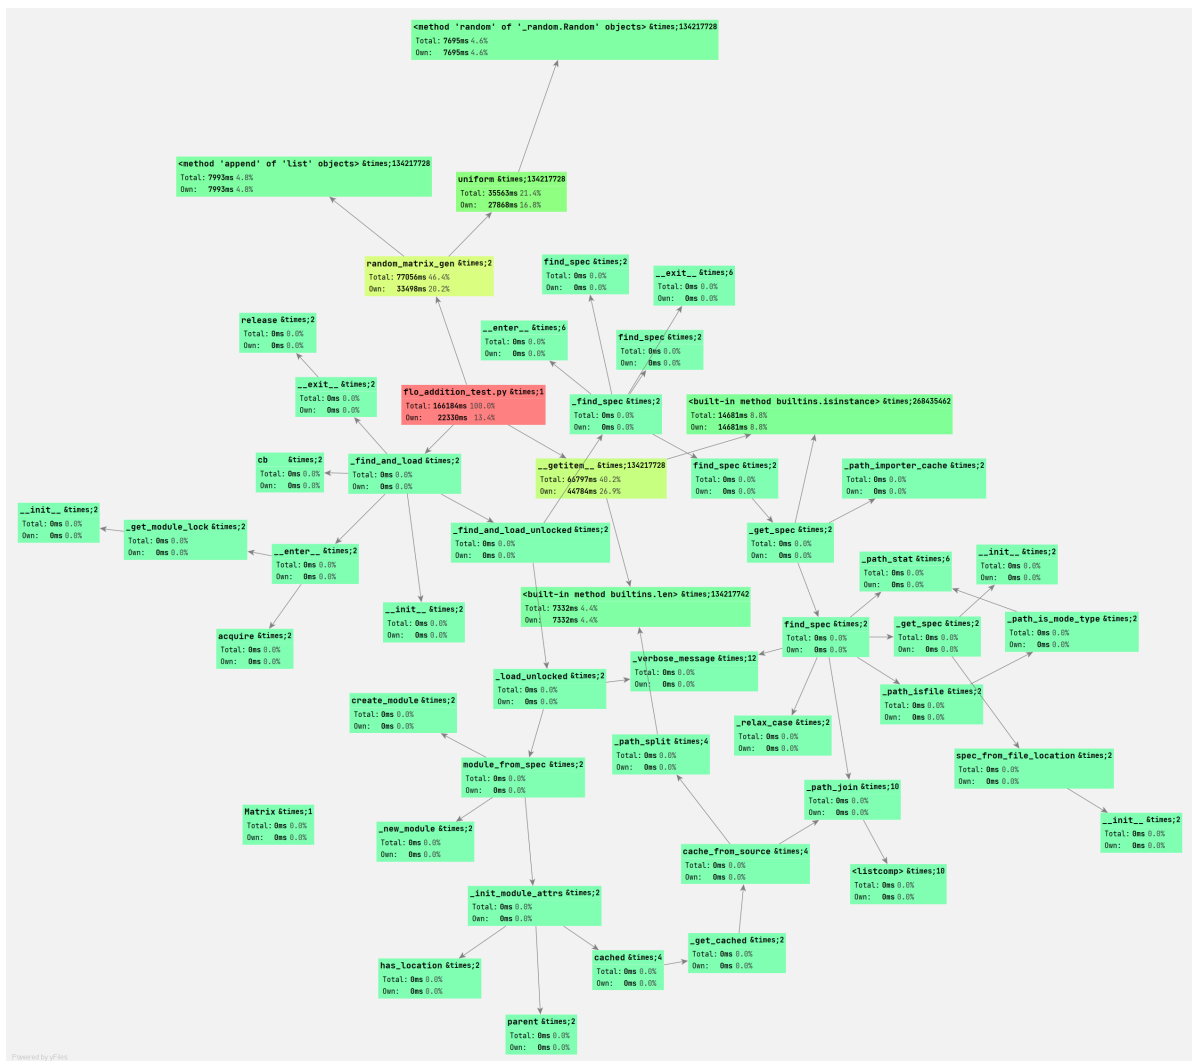 <method 'random' of '_random.Random' objects> &times;134217728
Total: 7695ms 4.6%
Own: 7695ms 4.6%
<method 'append' of 'list' objects> &times;134217728
Total: 7993ms 4.8%
Own: 7993ms 4.8%
uniform &times;134217728
Total: 35563ms 21.4%
Own: 27868ms 16.8%
random_matrix_gen &times;2
Total: 77056ms 46.4%
Own: 33498ms 20.2%
find_spec &times;2
Total: 0ms 0.0%
Own: 0ms 0.0%
__exit__ &times;6
Total: 0ms 0.0%
Own: 0ms 0.0%
release &times;2
Total: 0ms 0.0%
Own: 0ms 0.0%
__enter__ &times;6
Total: 0ms 0.0%
Own: 0ms 0.0%
find_spec &times;2
Total: 0ms 0.0%
Own: 0ms 0.0%
__exit__ &times;2
Total: 0ms 0.0%
Own: 0ms 0.0%
flo_addition_test.py &times;1
Total: 166184ms 100.0%
Own: 22330ms 13.4%
_find_spec &times;2
Total: 0ms 0.0%
Own: 0ms 0.0%
<built-in method builtins.isinstance> &times;268435462
Total: 14681ms 8.8%
Own: 14681ms 8.8%
cb &times;2
Total: 0ms 0.0%
Own: 0ms 0.0%
_find_and_load &times;2
Total: 0ms 0.0%
Own: 0ms 0.0%
__getitem__ &times;134217728
Total: 66797ms 40.2%
Own: 44784ms 26.9%
find_spec &times;2
Total: 0ms 0.0%
Own: 0ms 0.0%
_path_importer_cache &times;2
Total: 0ms 0.0%
Own: 0ms 0.0%
__init__ &times;2
Total: 0ms 0.0%
Own: 0ms 0.0%
_get_module_lock &times;2
Total: 0ms 0.0%
Own: 0ms 0.0%
_find_and_load_unlocked &times;2
Total: 0ms 0.0%
Own: 0ms 0.0%
_get_spec &times;2
Total: 0ms 0.0%
Own: 0ms 0.0%
__enter__ &times;2
Total: 0ms 0.0%
Own: 0ms 0.0%
_path_stat &times;6
Total: 0ms 0.0%
Own: 0ms 0.0%
__init__ &times;2
Total: 0ms 0.0%
Own: 0ms 0.0%
<built-in method builtins.len> &times;134217742
Total: 7332ms 4.4%
Own: 7332ms 4.4%
__init__ &times;2
Total: 0ms 0.0%
Own: 0ms 0.0%
acquire &times;2
Total: 0ms 0.0%
Own: 0ms 0.0%
find_spec &times;2
Total: 0ms 0.0%
Own: 0ms 0.0%
_get_spec &times;2
Total: 0ms 0.0%
Own: 0ms 0.0%
_path_is_mode_type &times;2
Total: 0ms 0.0%
Own: 0ms 0.0%
_verbose_message &times;12
Total: 0ms 0.0%
Own: 0ms 0.0%
_load_unlocked &times;2
Total: 0ms 0.0%
Own: 0ms 0.0%
_path_isfile &times;2
Total: 0ms 0.0%
Own: 0ms 0.0%
create_module &times;2
Total: 0ms 0.0%
Own: 0ms 0.0%
_relax_case &times;2
Total: 0ms 0.0%
Own: 0ms 0.0%
_path_split &times;4
Total: 0ms 0.0%
Own: 0ms 0.0%
spec_from_file_location &times;2
Total: 0ms 0.0%
Own: 0ms 0.0%
module_from_spec &times;2
Total: 0ms 0.0%
Own: 0ms 0.0%
_path_join &times;10
Total: 0ms 0.0%
Own: 0ms 0.0%
Matrix &times;1
Total: 0ms 0.0%
Own: 0ms 0.0%
_new_module &times;2
Total: 0ms 0.0%
Own: 0ms 0.0%
__init__ &times;2
Total: 0ms 0.0%
Own: 0ms 0.0%
cache_from_source &times;4
Total: 0ms 0.0%
Own: 0ms 0.0%
<listcomp> &times;10
Total: 0ms 0.0%
Own: 0ms 0.0%
_init_module_attrs &times;2
Total: 0ms 0.0%
Own: 0ms 0.0%
_get_cached &times;2
Total: 0ms 0.0%
Own: 0ms 0.0%
has_location &times;2
Total: 0ms 0.0%
Own: 0ms 0.0%
cached &times;4
Total: 0ms 0.0%
Own: 0ms 0.0%
parent &times;2
Total: 0ms 0.0%
Own: 0ms 0.0%
Powered by yFiles